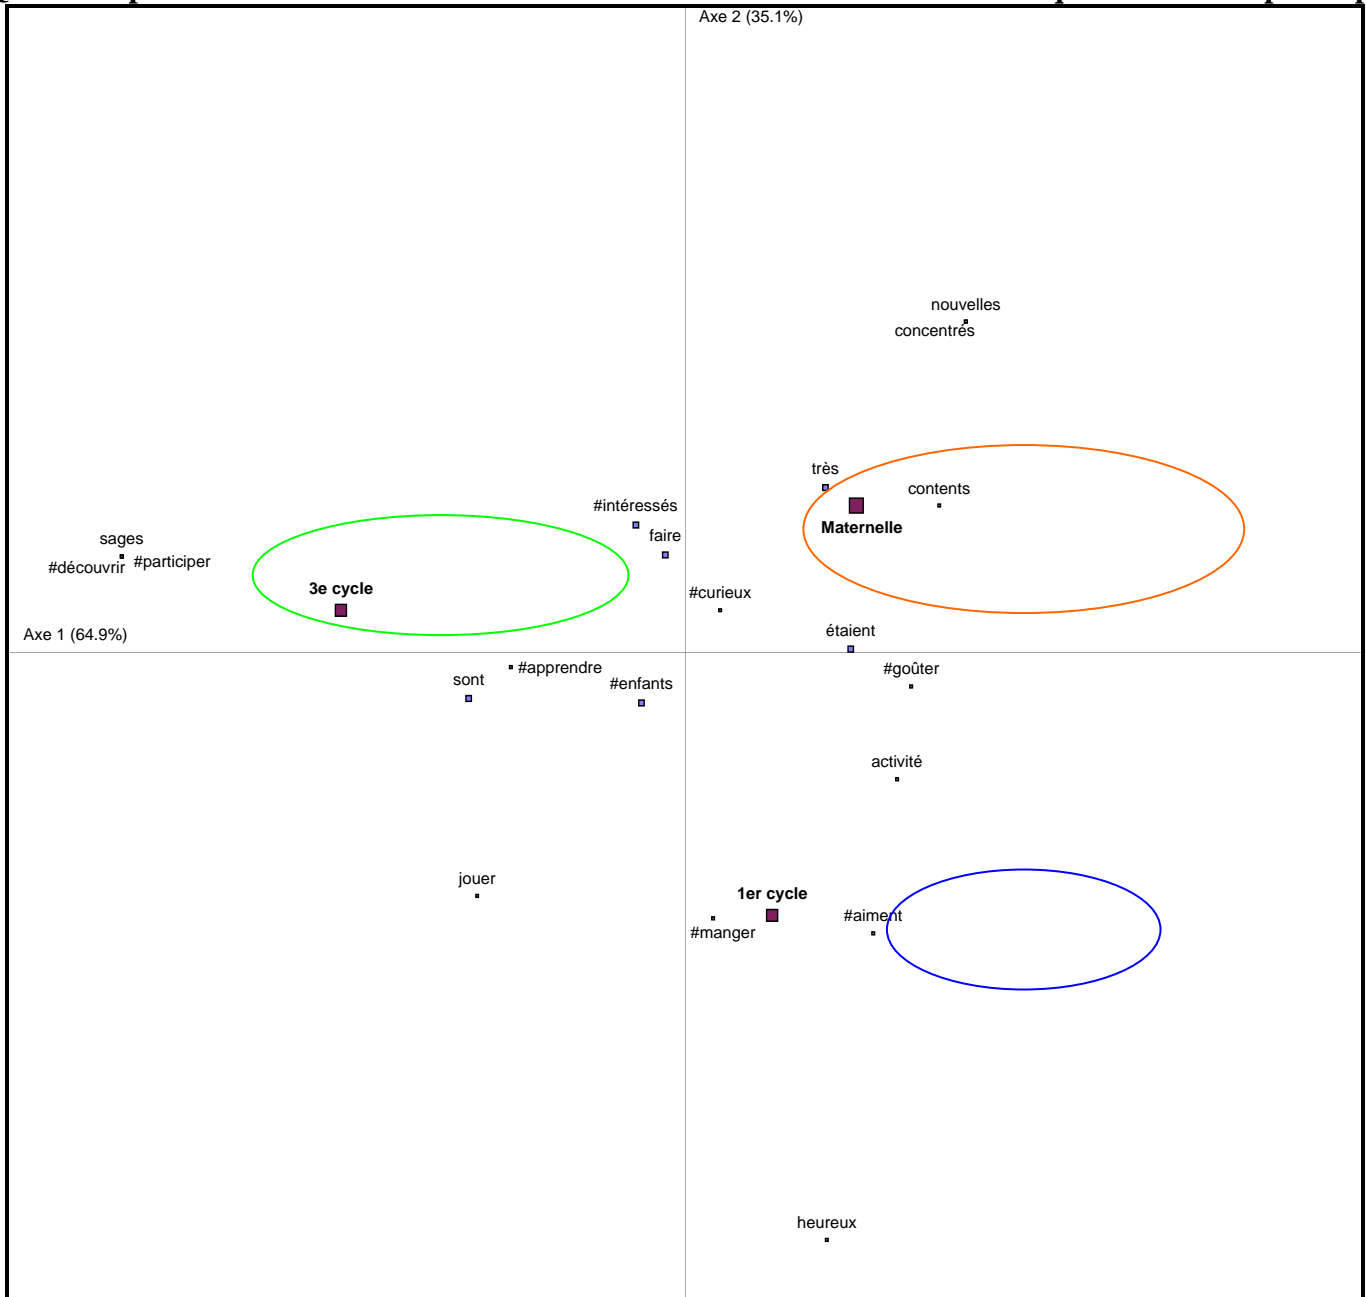 Axe 2 (35.1%)
nouvelles
concentrés
très
contents
#intéressés
Maternelle
faire
sages
#participer
#découvrir
3e cycle
#curieux
étaient
Axe 1 (64.9%)
#apprendre
#goûter
sont
#enfants
activité
jouer
1er cycle
#aiment
#manger
heureux